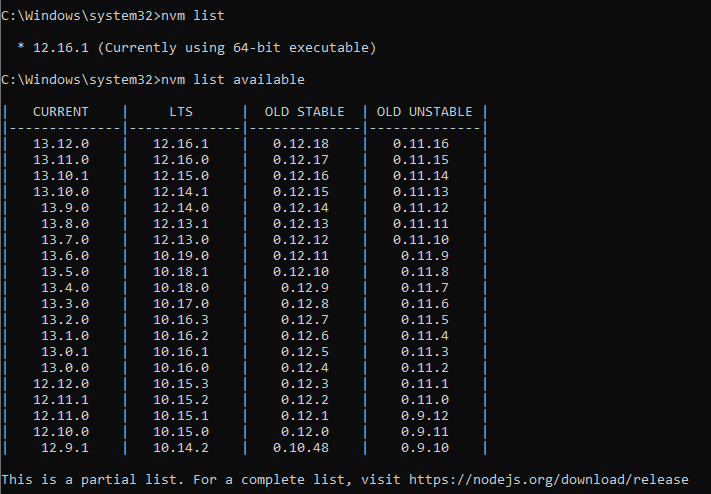 C:\Windows\system32>nvm list
* 12.16.1 (Currently using 64-bit executable)
C:\Windows\system32>nvm list available
| CURRENT | LTS | OLD STABLE | OLD UNSTABLE |
|--------------|--------------|--------------|--------------|
| 13.12.0 | 12.16.1 | 0.12.18 | 0.11.16 |
| 13.11.0 | 12.16.0 | 0.12.17 | 0.11.15 |
| 13.10.1 | 12.15.0 | 0.12.16 | 0.11.14 |
| 13.10.0 | 12.14.1 | 0.12.15 | 0.11.13 |
| 13.9.0 | 12.14.0 | 0.12.14 | 0.11.12 |
| 13.8.0 | 12.13.1 | 0.12.13 | 0.11.11 |
| 13.7.0 | 12.13.0 | 0.12.12 | 0.11.10 |
| 13.6.0 | 10.19.0 | 0.12.11 | 0.11.9 |
| 13.5.0 | 10.18.1 | 0.12.10 | 0.11.8 |
| 13.4.0 | 10.18.0 | 0.12.9 | 0.11.7 |
| 13.3.0 | 10.17.0 | 0.12.8 | 0.11.6 |
| 13.2.0 | 10.16.3 | 0.12.7 | 0.11.5 |
| 13.1.0 | 10.16.2 | 0.12.6 | 0.11.4 |
| 13.0.1 | 10.16.1 | 0.12.5 | 0.11.3 |
| 13.0.0 | 10.16.0 | 0.12.4 | 0.11.2 |
| 12.12.0 | 10.15.3 | 0.12.3 | 0.11.1 |
| 12.11.1 | 10.15.2 | 0.12.2 | 0.11.0 |
| 12.11.0 | 10.15.1 | 0.12.1 | 0.9.12 |
| 12.10.0 | 10.15.0 | 0.12.0 | 0.9.11 |
| 12.9.1 | 10.14.2 | 0.10.48 | 0.9.10 |
This is a partial list. For a complete list, visit https://nodejs.org/download/release